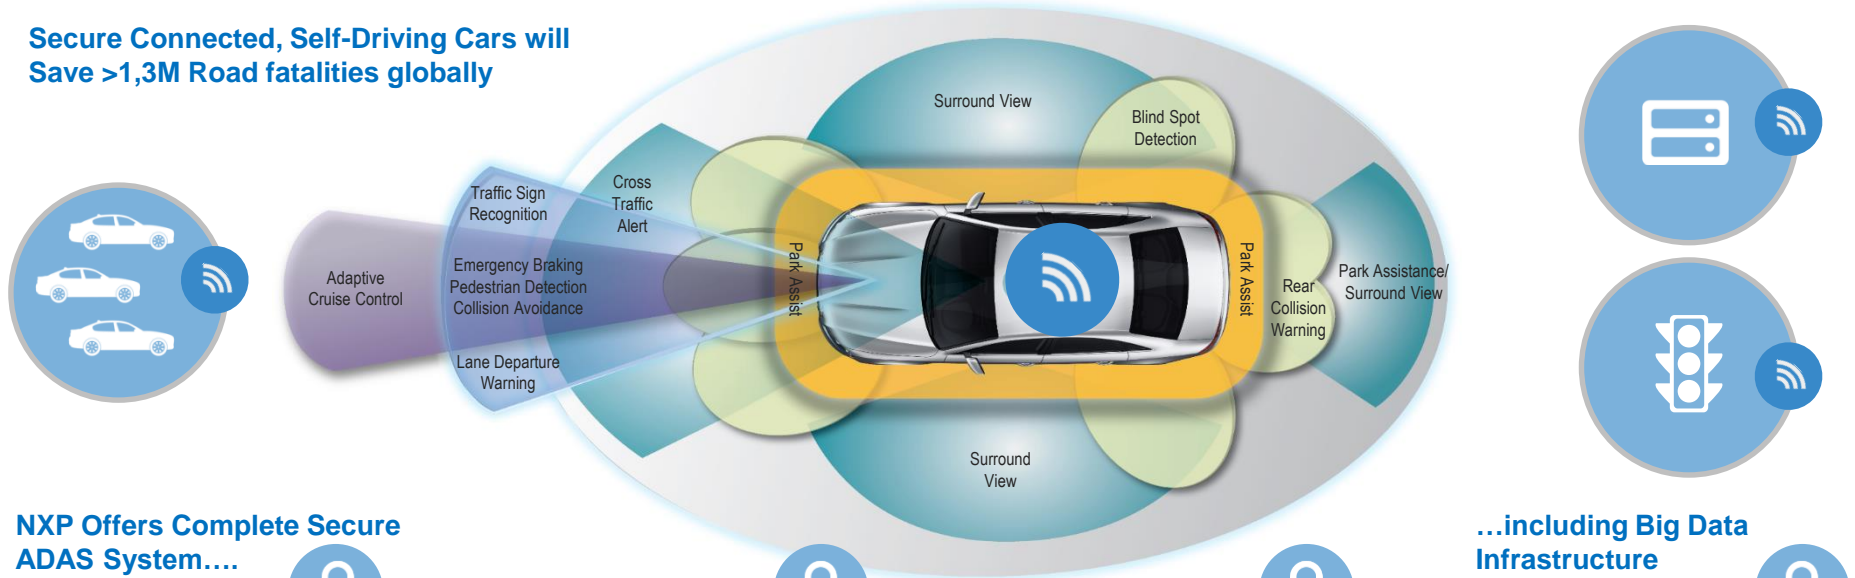 Secure Connected, Self-Driving Cars will
Save >1,3M Road fatalities globally
Surround View
Blind Spot
Detection
Traffic Sign
Recognition
Cross
Traffic
Alert
Adaptive
Cruise Control
Emergency Braking
Pedestrian Detection
Collision Avoidance
Lane Departure
Warning
Park Assist
Park Assist
Rear
Collision
Warning
Park Assistance/
Surround View
Surround
View
NXP Offers Complete Secure
ADAS System….
…including Big Data
Infrastructure